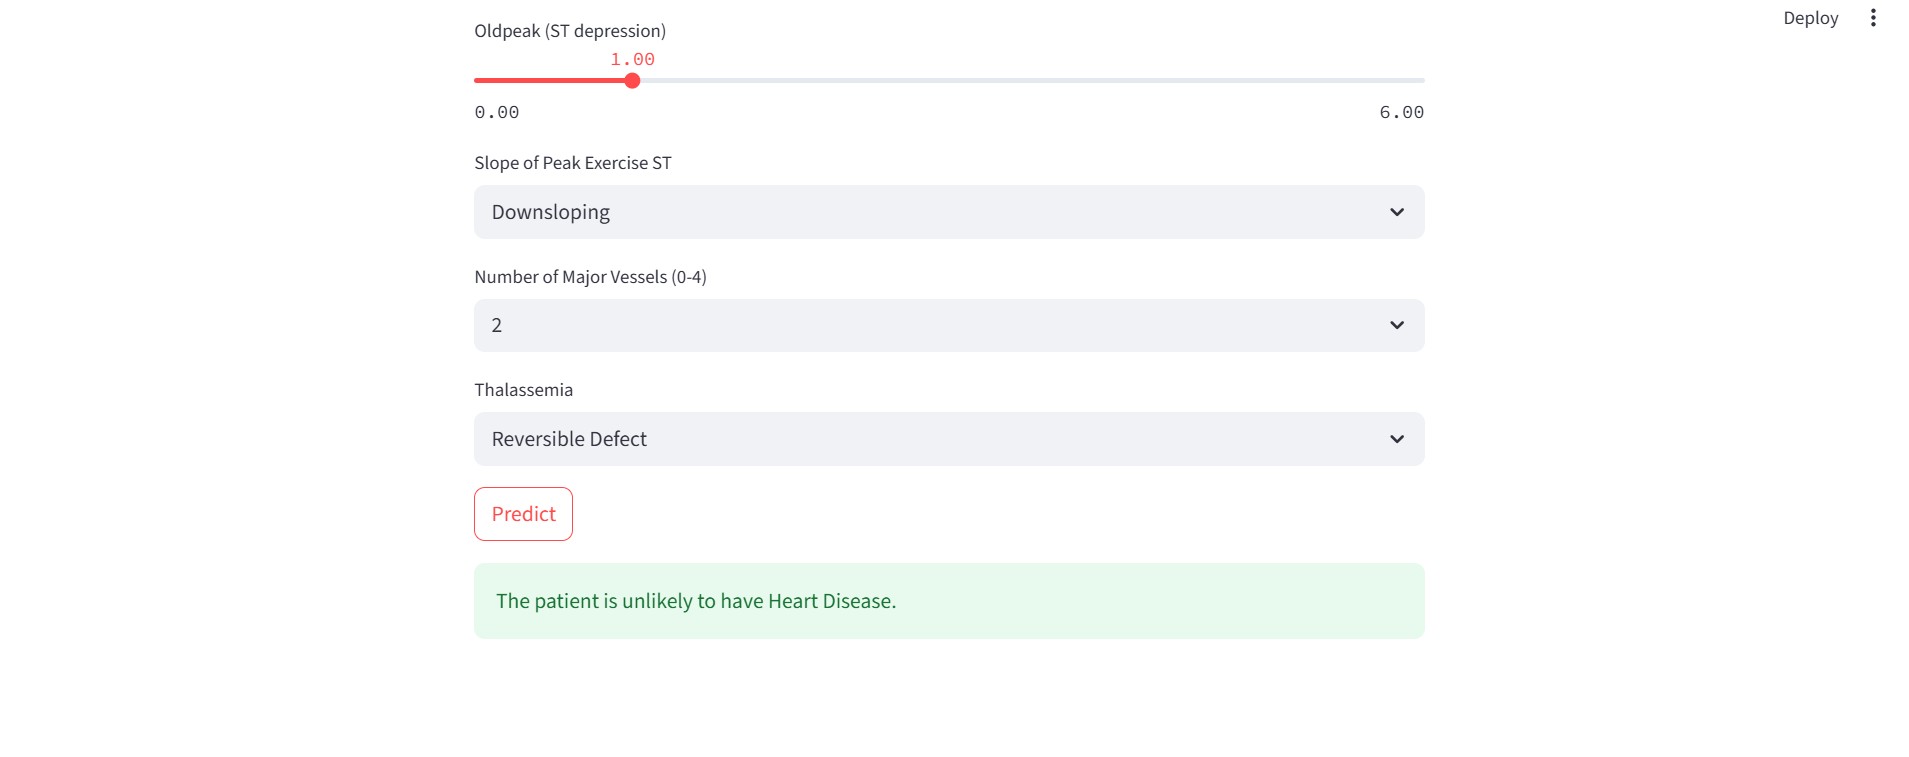 Deploy
Oldpeak (ST depression)
1.00
0.00 6.00
Slope of Peak Exercise ST
Downsloping
Number of Major Vessels (0-4)
2
Thalassemia
Reversible Defect
Predict
The patient is unlikely to have Heart Disease.